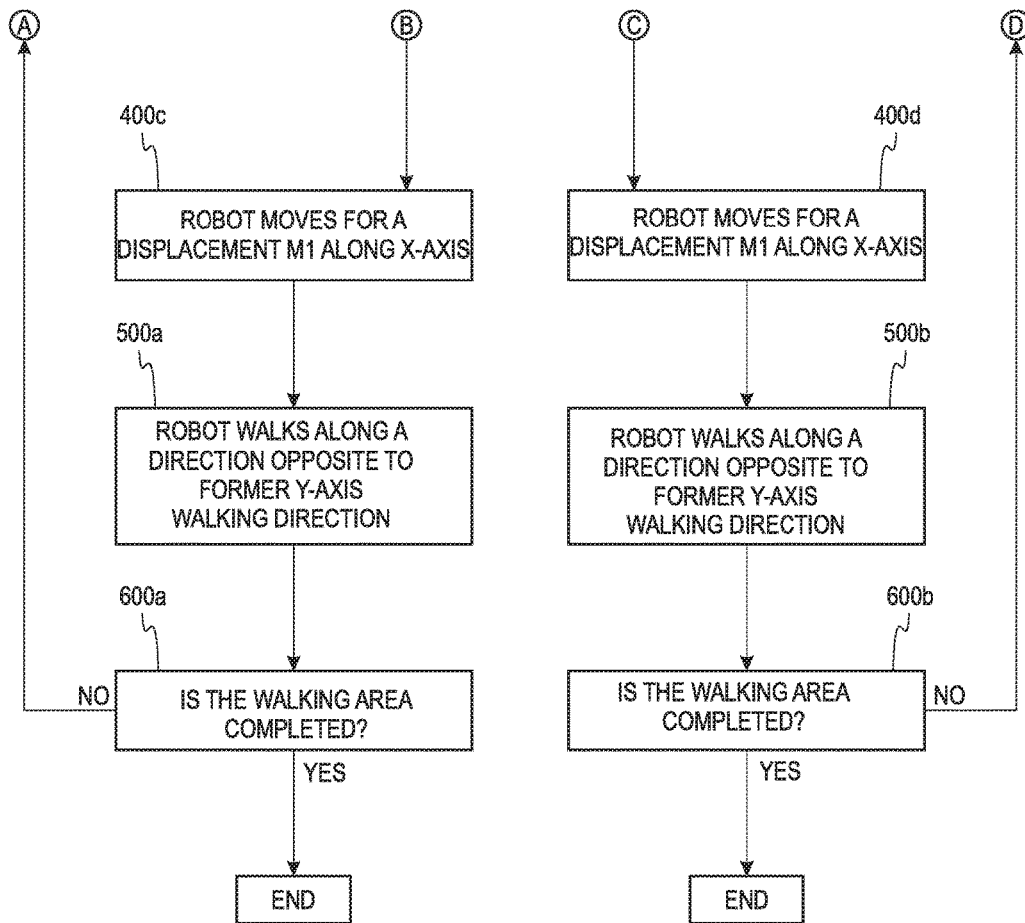 A
B
C
D
400c
400d
ROBOT MOVES FOR A
DISPLACEMENT M1 ALONG X-AXIS
ROBOT MOVES FOR A
DISPLACEMENT M1 ALONG X-AXIS
500a
500b
ROBOT WALKS ALONG A
DIRECTION OPPOSITE TO
FORMER Y-AXIS
WALKING DIRECTION
ROBOT WALKS ALONG A
DIRECTION OPPOSITE TO
FORMER Y-AXIS
WALKING DIRECTION
600a
600b
NO
IS THE WALKING AREA
COMPLETED?
IS THE WALKING AREA
COMPLETED?
NO
YES
YES
END
END